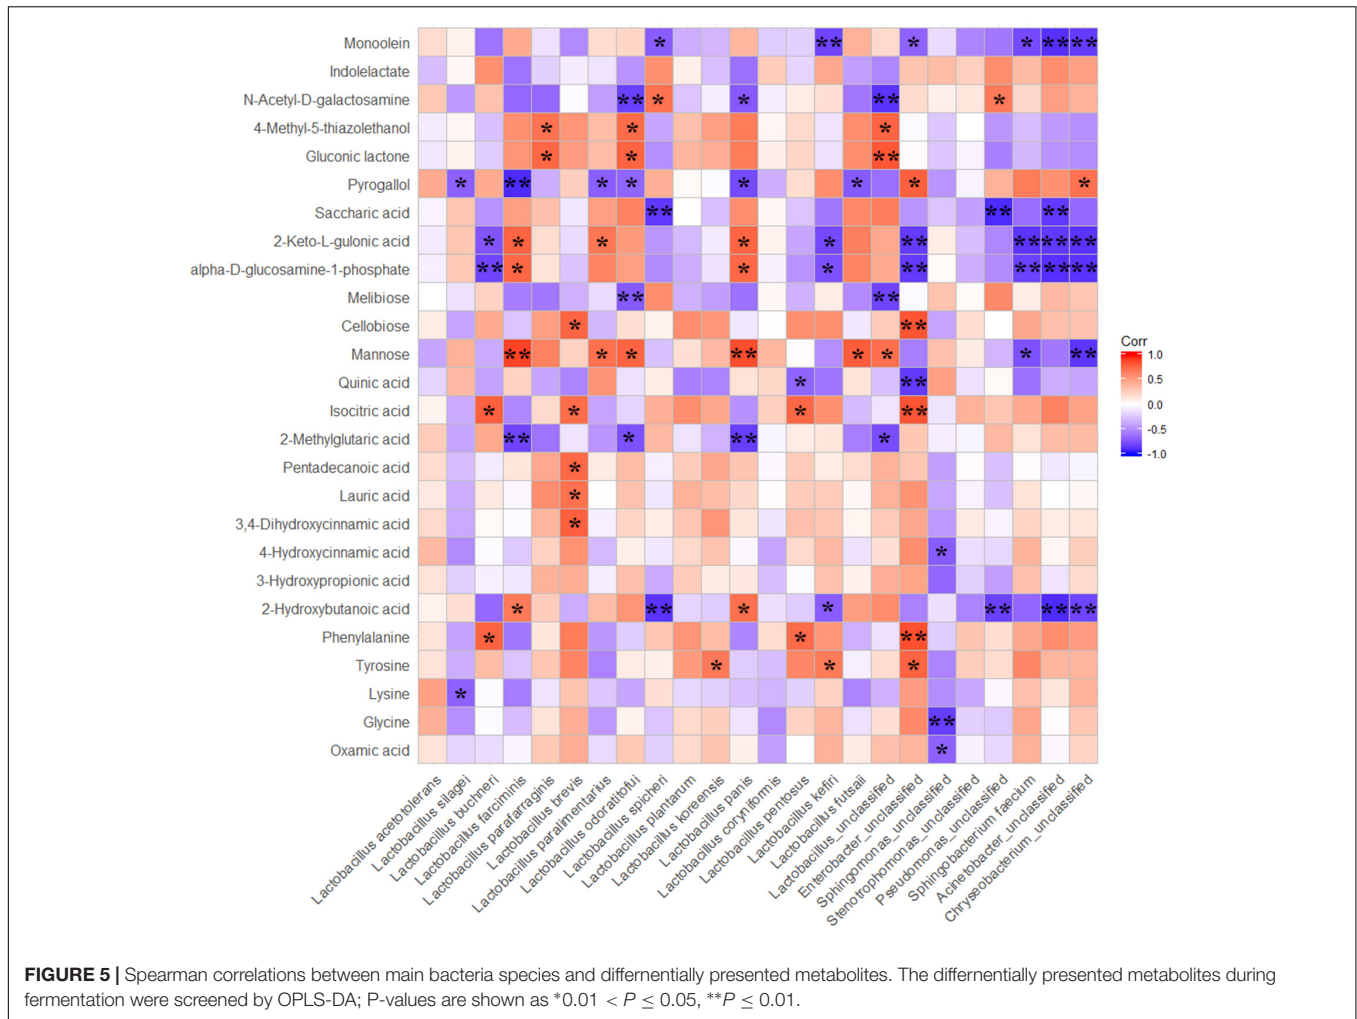 Monoolein
* ** * * ** **
Indolelactate
N-Acetyl-D-galactosamine
** * * ** *
4-Methyl-5-thiazolethanol
* * *
Gluconic lactone
* * **
Pyrogallol
* ** * * * * * *
Saccharic acid
** ** **
2-Keto-L-gulonic acid
* * * * * ** ** ** **
alpha-D-glucosamine-1-phosphate
** * * * ** ** ** **
Melibiose
** **
Cellobiose
* **
Mannose
** * * ** * * * **
Quinic acid
* **
Isocitric acid
* * * **
2-Methylglutaric acid
** * ** *
Pentadecanoic acid
*
Lauric acid
*
3,4-Dihydroxycinnamic acid
*
4-Hydroxycinnamic acid
*
3-Hydroxypropionic acid
2-Hydroxybutanoic acid
* ** * * ** ** **
Phenylalanine
* * **
Tyrosine
* * *
Lysine
*
Glycine
**
Oxamic acid
*
Corr
1.0
0.5
0.0
-0.5
-1.0
Lactobacillus acetotolerans
Lactobacillus silagei
Lactobacillus buchneri
Lactobacillus farciminis
Lactobacillus parafarraginis
Lactobacillus brevis
Lactobacillus paralimentarius
Lactobacillus odoratitofui
Lactobacillus spicheri
Lactobacillus plantarum
Lactobacillus koreensis
Lactobacillus panis
Lactobacillus coryniformis
Lactobacillus pentosus
Lactobacillus kefiri
Lactobacillus futsaii
Lactobacillus_unclassified
Enterobacter_unclassified
Sphingomonas_unclassified
Stenotrophomonas_unclassified
Pseudomonas_unclassified
Sphingobacterium faecium
Acinetobacter_unclassified
Chryseobacterium_unclassified
FIGURE 5 | Spearman correlations between main bacteria species and differnentially presented metabolites. The differnentially presented metabolites during
fermentation were screened by OPLS-DA; P-values are shown as *0.01 < P ≤ 0.05, **P ≤ 0.01.